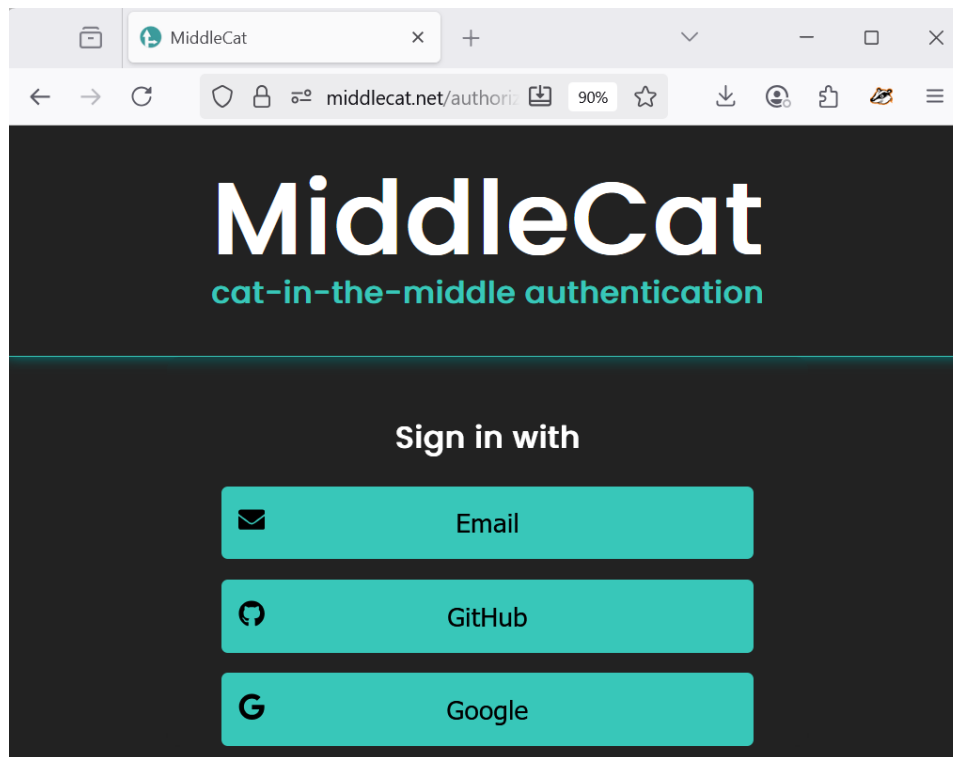 MiddleCat
middlecat.net/authoriz
90%
MiddleCat
cat-in-the-middle authentication
Sign in with
Email
GitHub
Google